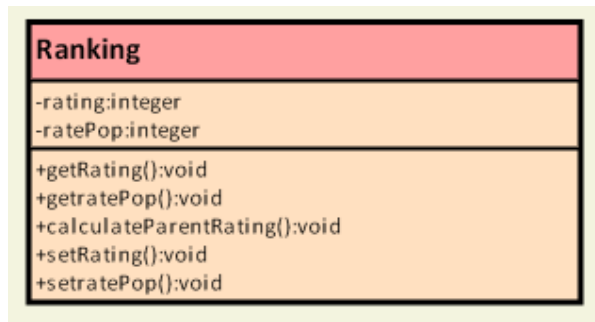 Ranking
-rating:integer
-ratePop:integer
+getRating():void
+getratePop():void
+calculateParentRating():void
+setRating():void
+setratePop():void